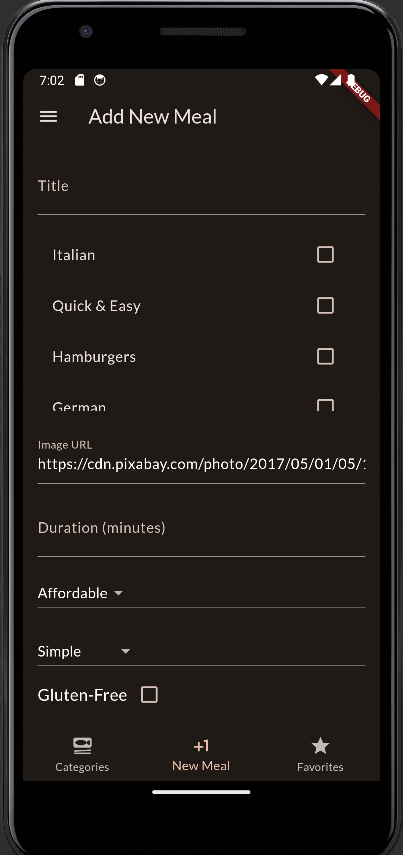 7:02
DEBUG
Add New Meal
Title
Italian
Quick & Easy
Hamburgers
German
Image URL
https://cdn.pixabay.com/photo/2017/05/01/05/
Duration (minutes)
Affordable
Simple
Gluten-Free
Categories
+1
New Meal
Favorites